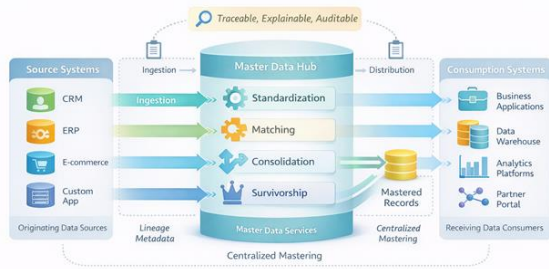 Traceable, Explainable, Auditable
Source Systems
CRM
ERP
E-commerce
Custom
App
Originating Data Sources
Ingestion
Ingestion
Lineage
Metadata
Master Data Hub
Standardization
Matching
Consolidation
Survivorship
Master Data Services
Distribution
Mastered
Records
Centralized
Mastering
Consumption Systems
Business
Applications
Data
Warehouse
Analytics
Platforms
Partner
Portal
Receiving Data Consumers
Centralized Mastering